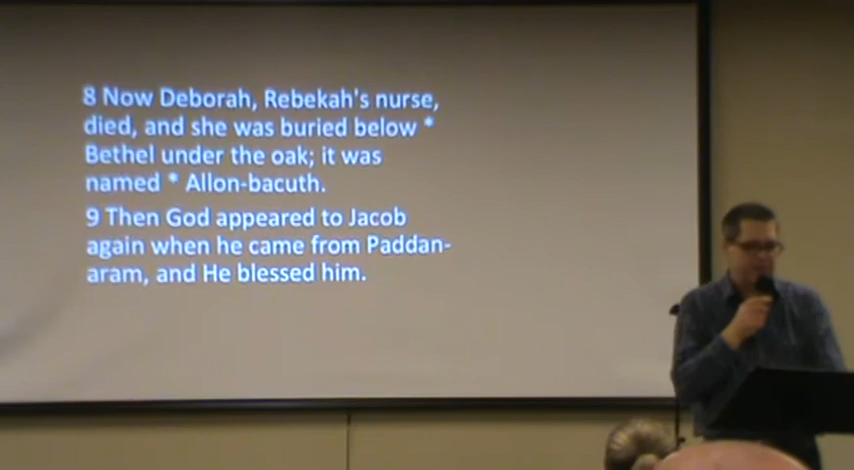 8 Now Deborah, Rebekah's nurse,
died, and she was buried below *
Bethel under the oak; it was
named * Allon-bacuth.
9 Then God appeared to Jacob
again when he came from Paddan-
aram, and He blessed him.